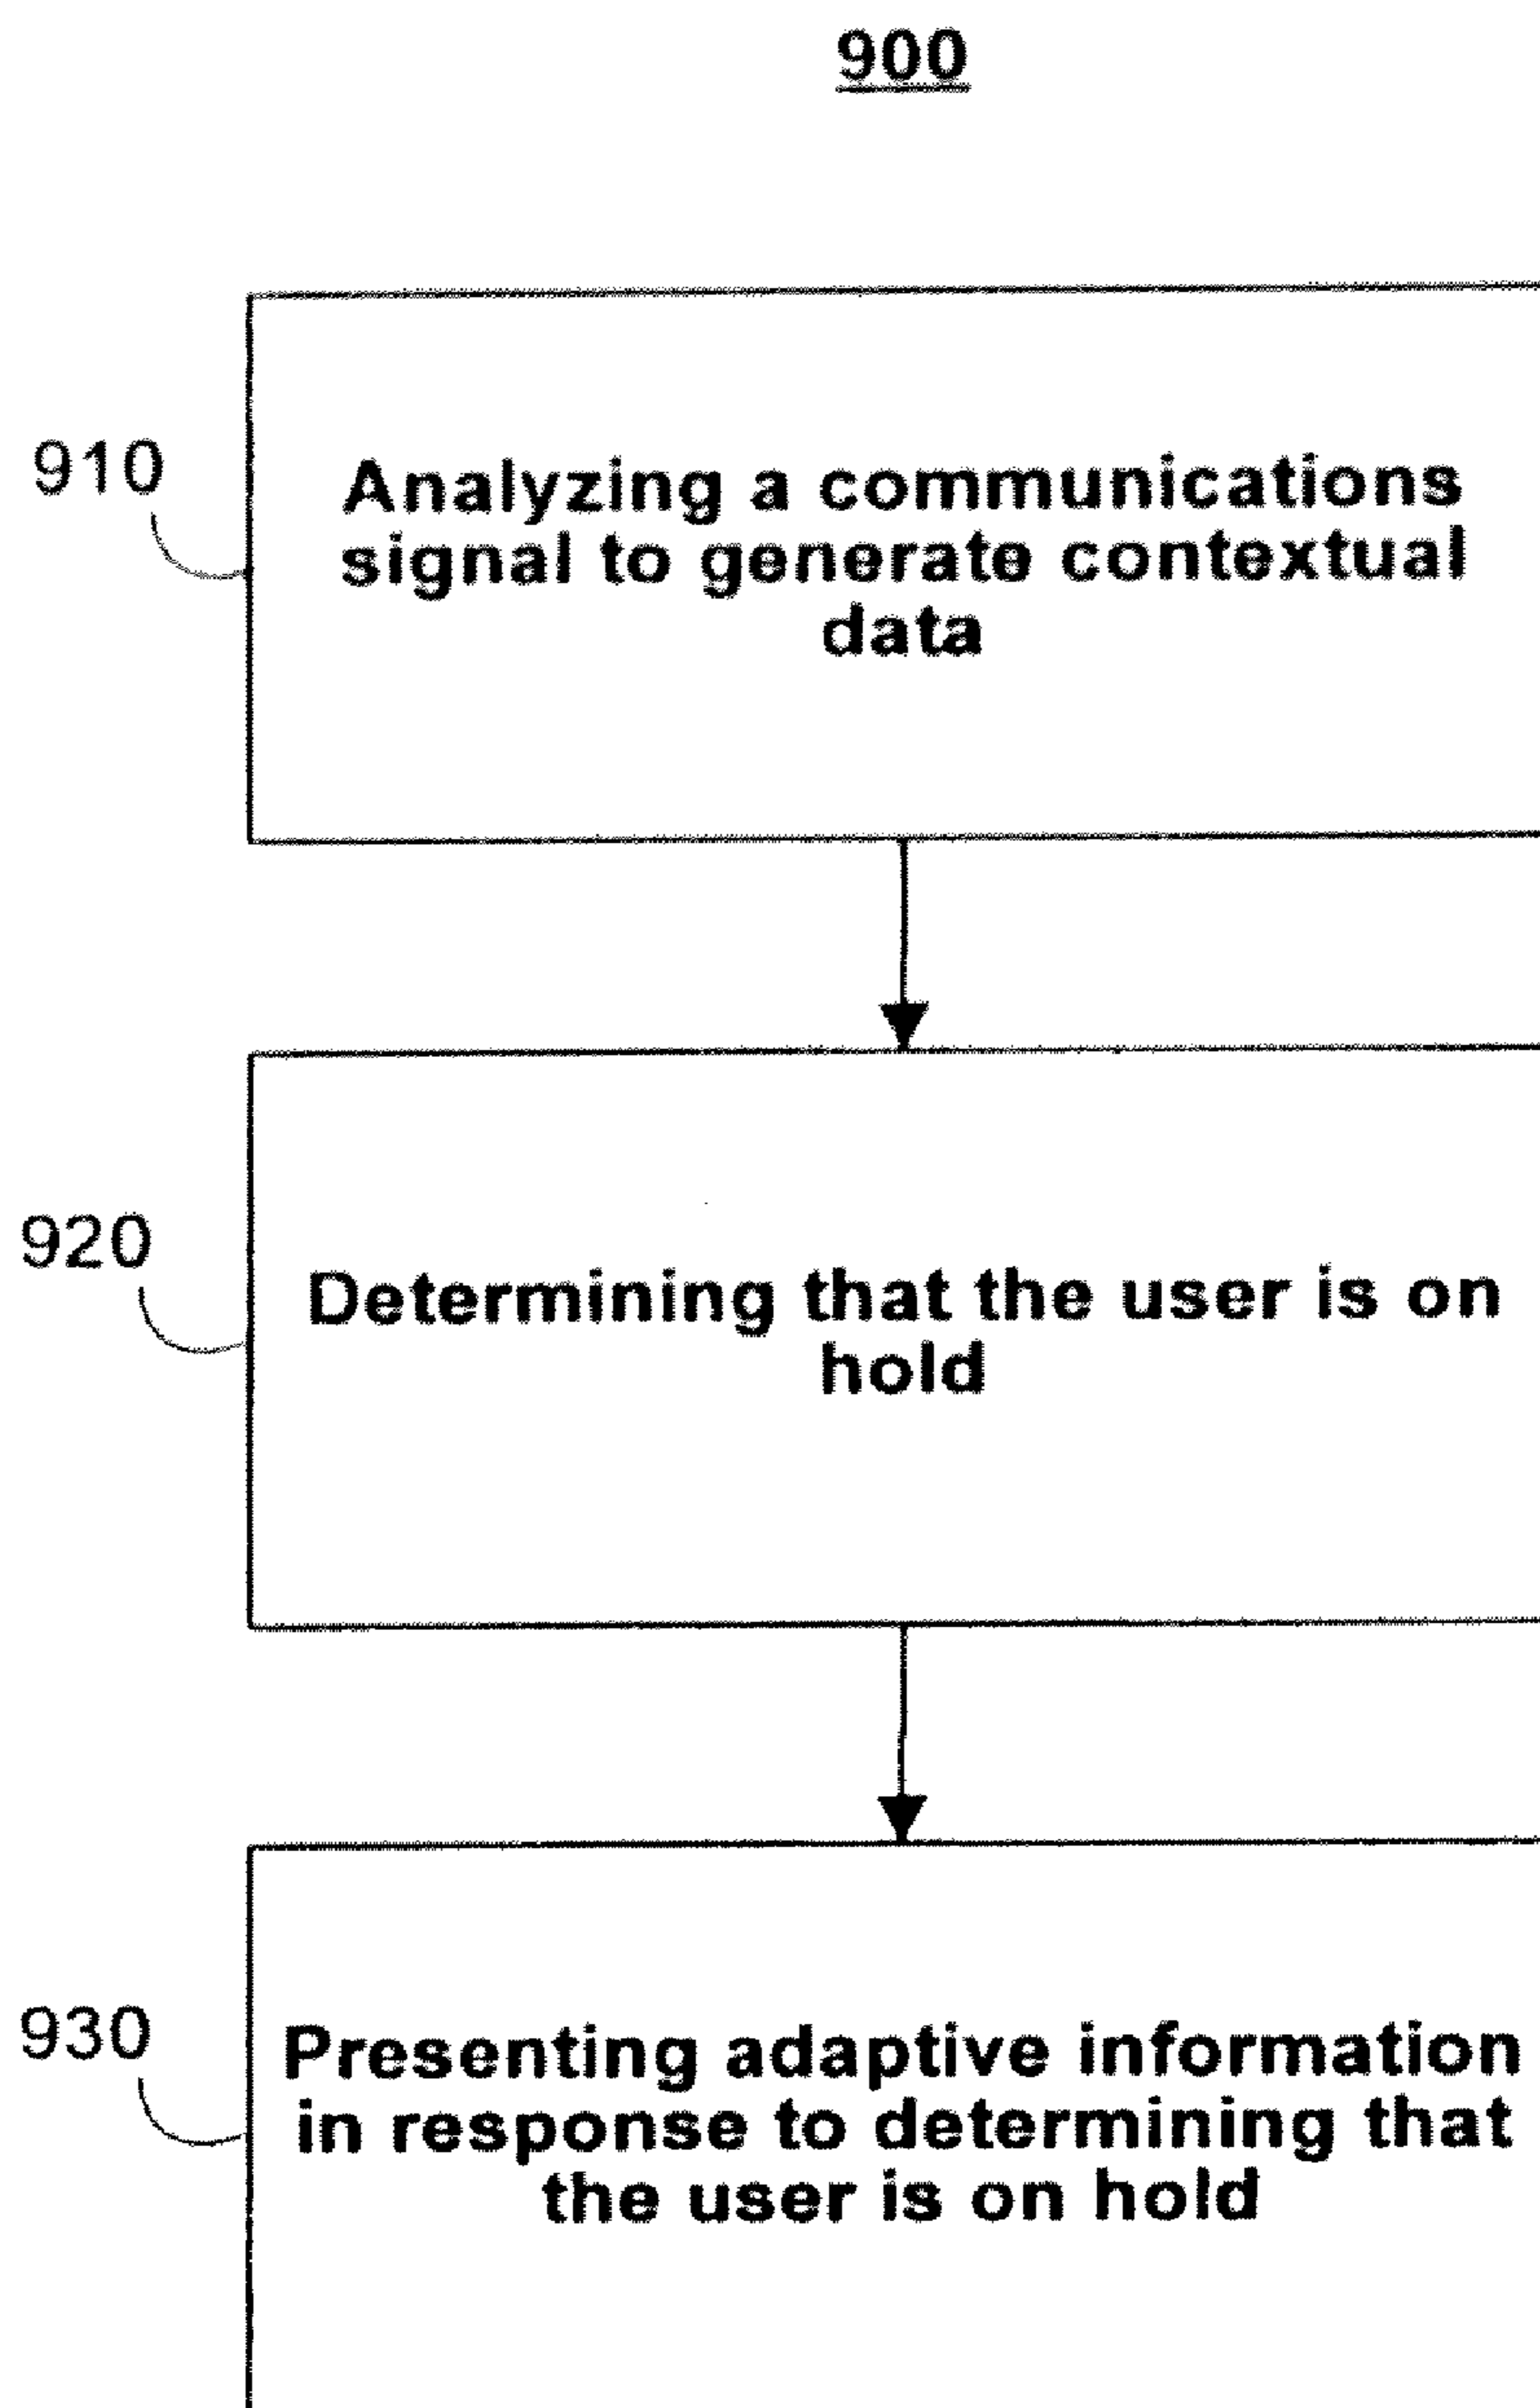 900
910
Analyzing a communications
signal to generate contextual
data
920
Determining that the user is on
hold
930
Presenting adaptive information
in response to determining that
the user is on hold